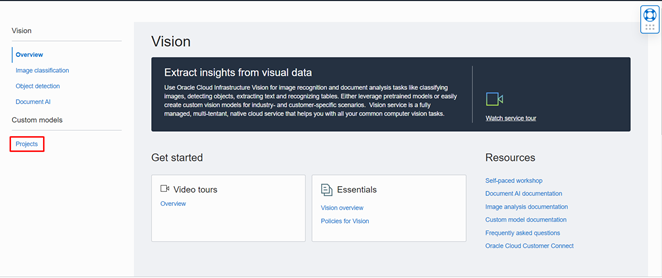 Vision
Overview
Image classification
Object detection
Document AI
Custom models
Projects
Vision
Extract insights from visual data
Use Oracle Cloud Infrastructure Vision for image recognition and document analysis tasks like classifying
images, detecting objects, extracting text and recognizing tables. Either leverage pretrained models or easily
create custom vision models for industry- and customer-specific scenarios. Vision service is a fully
managed, multi-tentant, native cloud service that helps you with all your common computer vision tasks.
Watch service tour
Get started
Video tours
Overview
Essentials
Vision overview
Policies for Vision
Resources
Self-paced workshop
Document AI documentation
Image analysis documentation
Custom model documentation
Frequently asked questions
Oracle Cloud Customer Connect